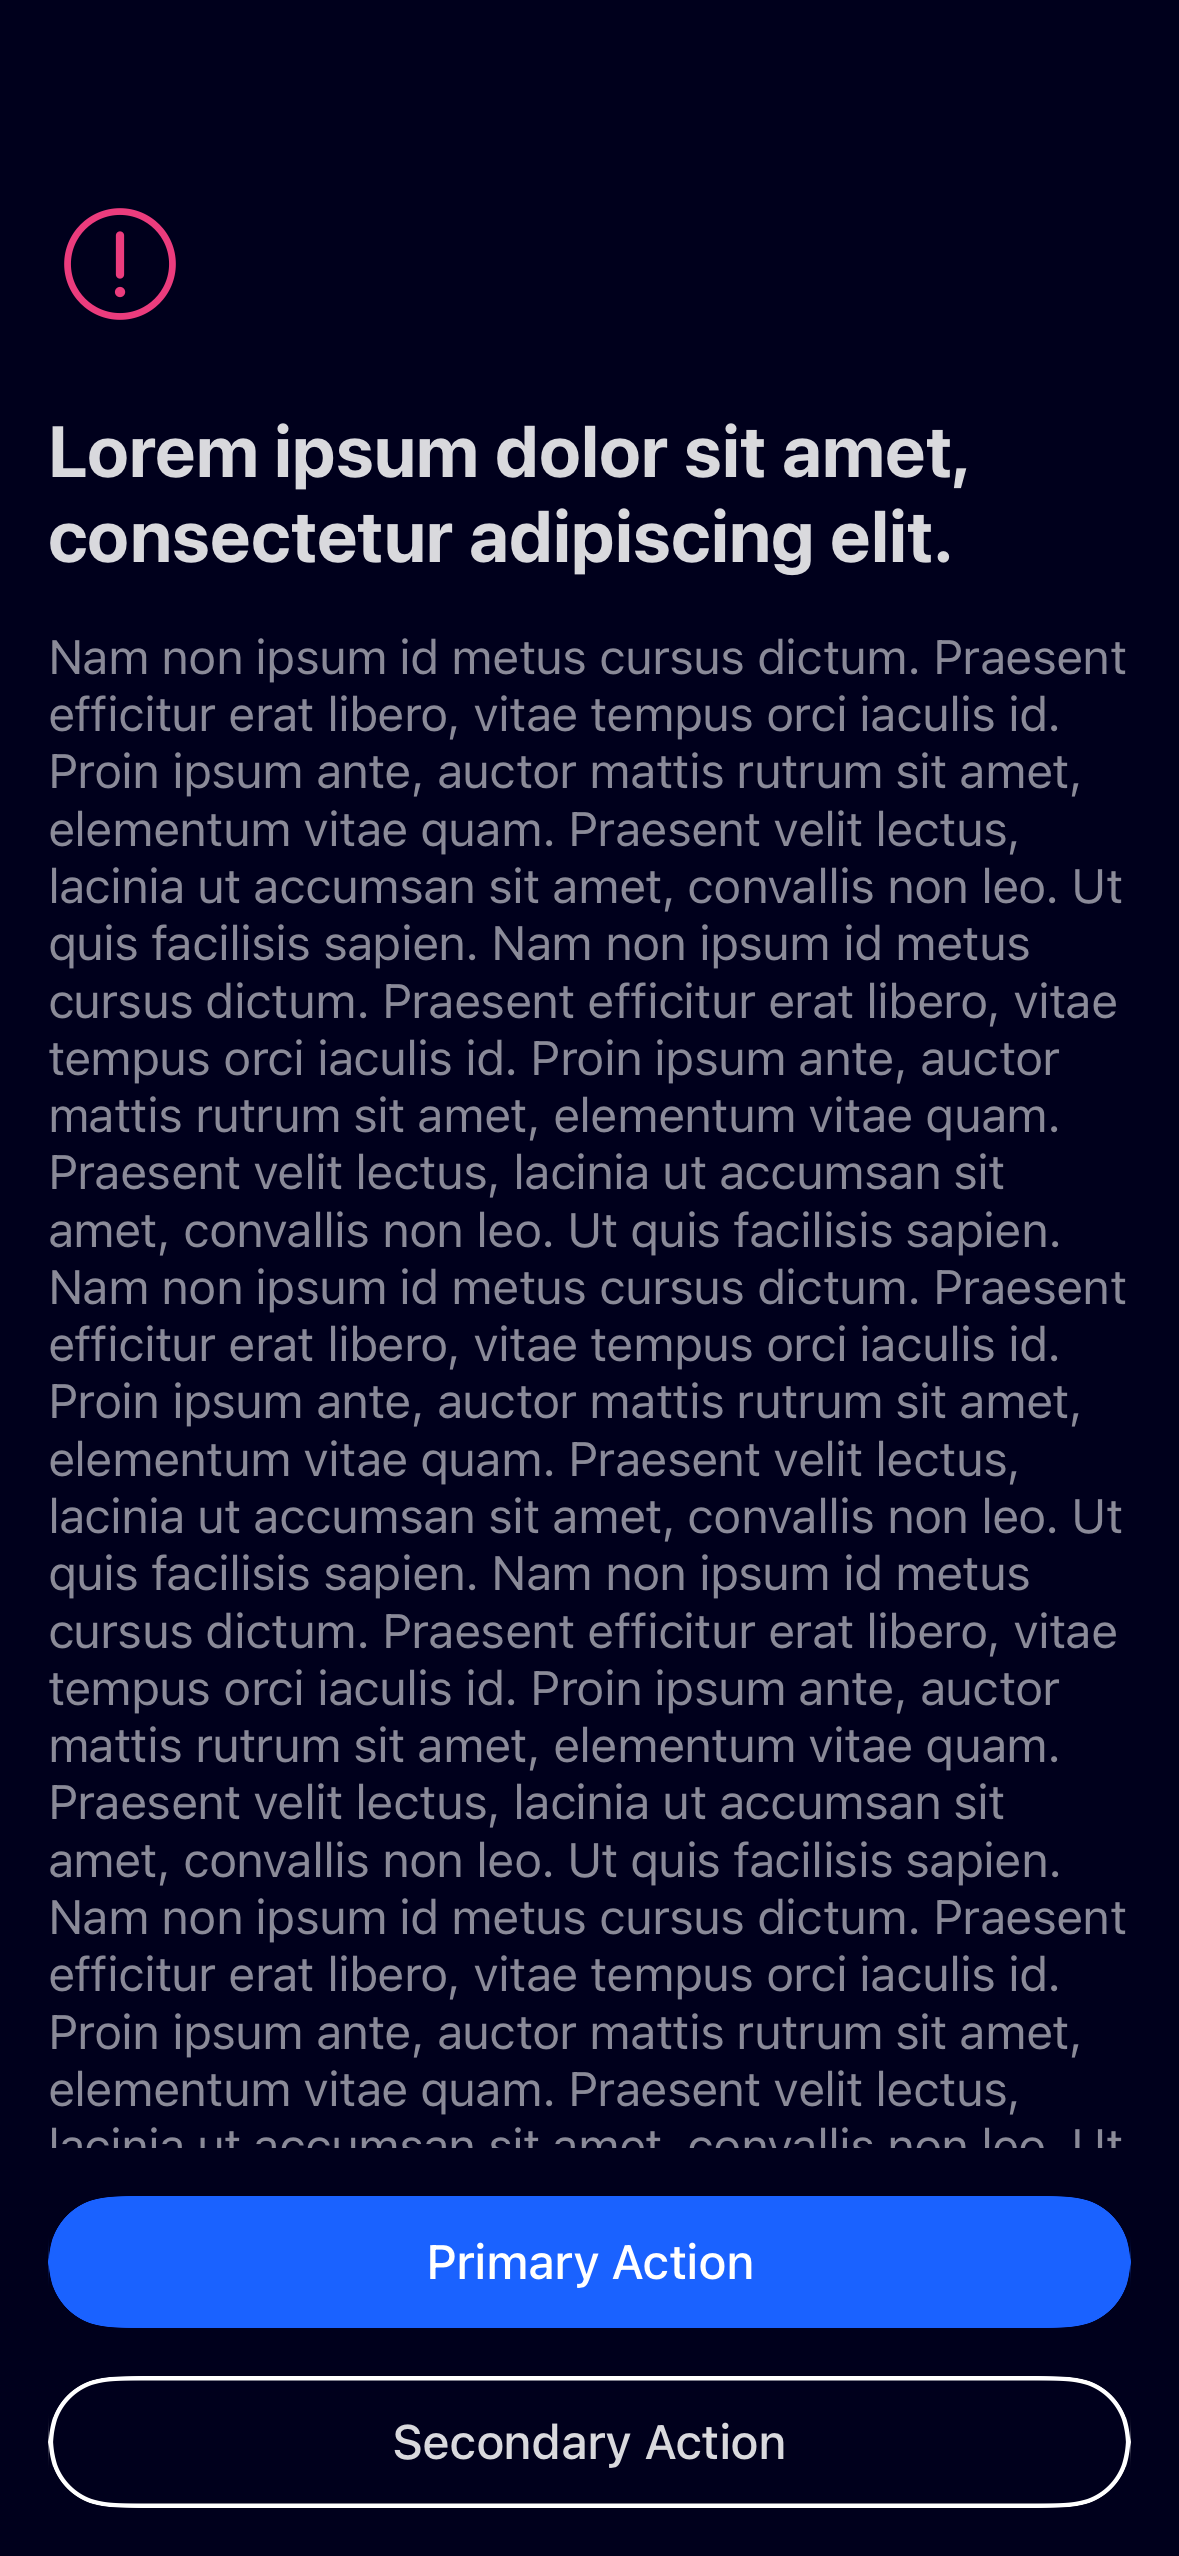 Lorem ipsum dolor sit amet,
consectetur adipiscing elit.
Nam non ipsum id metus cursus dictum. Praesent
efficitur erat libero, vitae tempus orci iaculis id.
Proin ipsum ante, auctor mattis rutrum sit amet,
elementum vitae quam. Praesent velit lectus,
lacinia ut accumsan sit amet, convallis non leo. Ut
quis facilisis sapien. Nam non ipsum id metus
cursus dictum. Praesent efficitur erat libero, vitae
tempus orci iaculis id. Proin ipsum ante, auctor
mattis rutrum sit amet, elementum vitae quam.
Praesent velit lectus, lacinia ut accumsan sit
amet, convallis non leo. Ut quis facilisis sapien.
Nam non ipsum id metus cursus dictum. Praesent
efficitur erat libero, vitae tempus orci iaculis id.
Proin ipsum ante, auctor mattis rutrum sit amet,
elementum vitae quam. Praesent velit lectus,
lacinia ut accumsan sit amet, convallis non leo. Ut
quis facilisis sapien. Nam non ipsum id metus
cursus dictum. Praesent efficitur erat libero, vitae
tempus orci iaculis id. Proin ipsum ante, auctor
mattis rutrum sit amet, elementum vitae quam.
Praesent velit lectus, lacinia ut accumsan sit
amet, convallis non leo. Ut quis facilisis sapien.
Nam non ipsum id metus cursus dictum. Praesent
efficitur erat libero, vitae tempus orci iaculis id.
Proin ipsum ante, auctor mattis rutrum sit amet,
elementum vitae quam. Praesent velit lectus,
lacinia ut accumsan sit amet, convallis non leo. Ut
Primary Action
Secondary Action